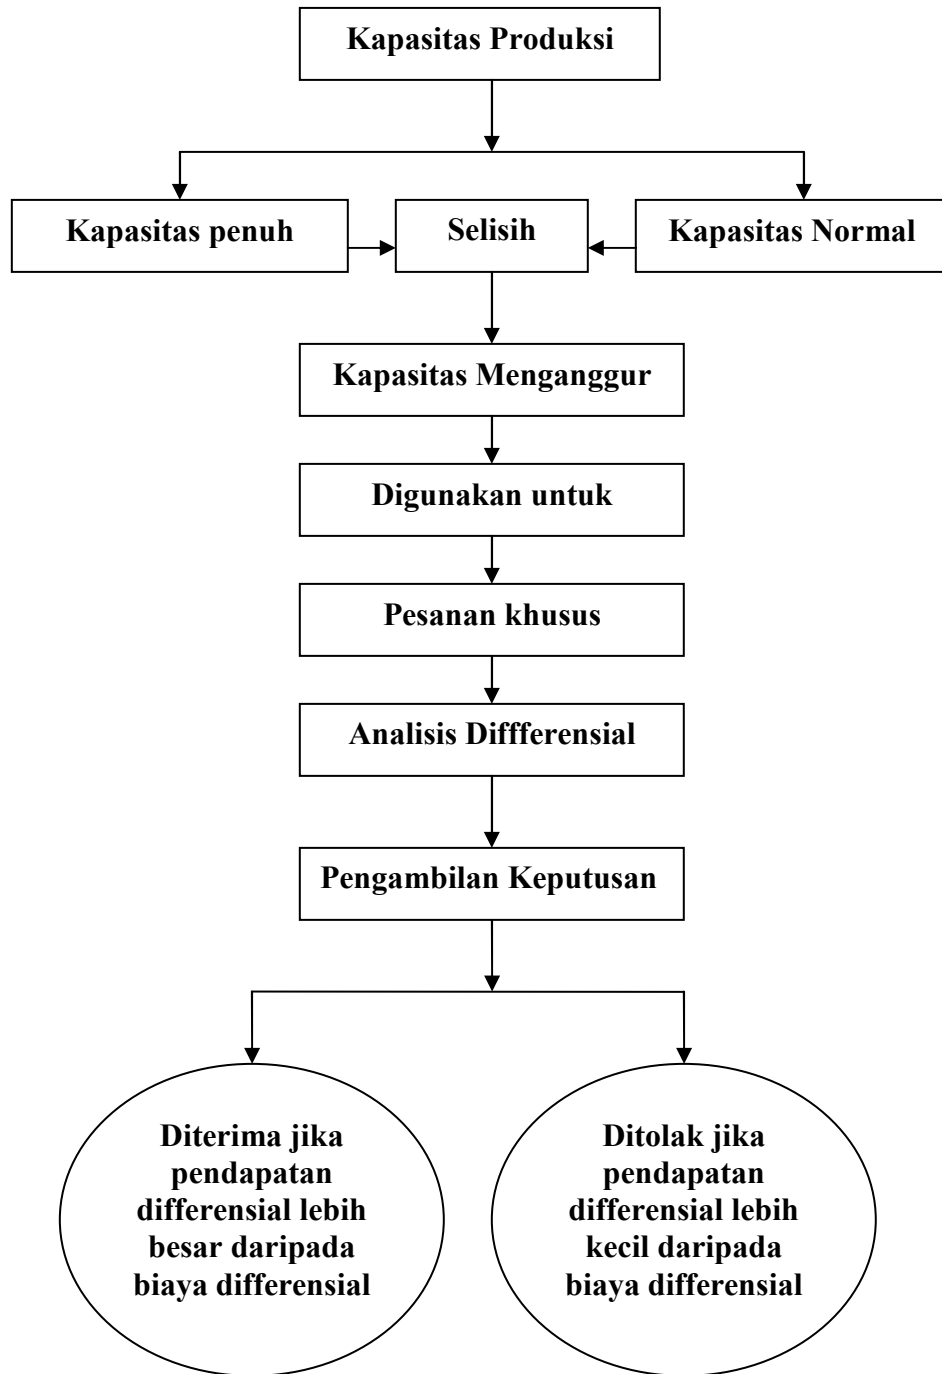 Kapasitas Produksi
Kapasitas penuh
Selisih
Kapasitas Normal
Kapasitas Menganggur
Digunakan untuk
Pesanan khusus
Analisis Diffferensial
Pengambilan Keputusan
Diterima jika
pendapatan
differensial lebih
besar daripada
biaya differensial
Ditolak jika
pendapatan
differensial lebih
kecil daripada
biaya differensial